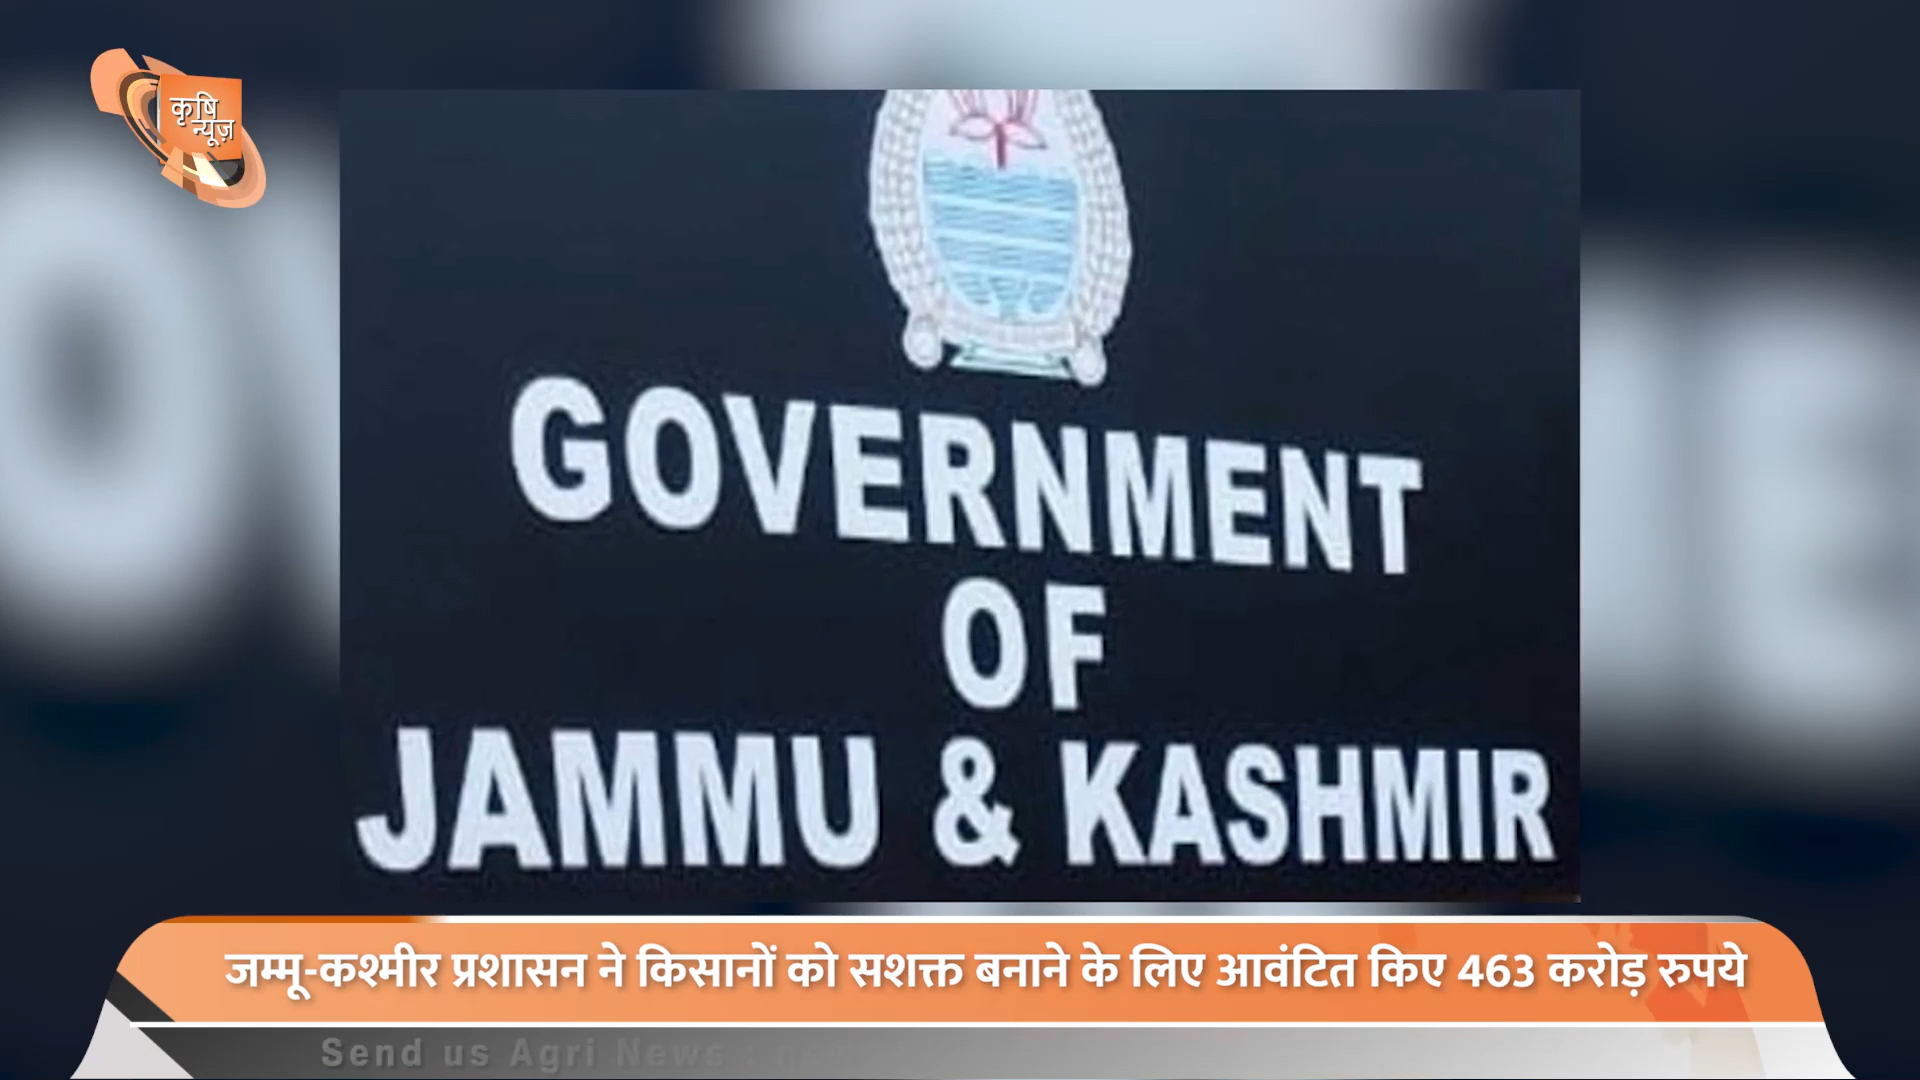 कृषि
न्यूज़
GOVERNMENT
OF
JAMMU & KASHMIR
जम्मू-कश्मीर प्रशासन ने किसानों को सशक्त बनाने के लिए आवंटित किए 463 करोड़ रुपये
Send us Agri News :